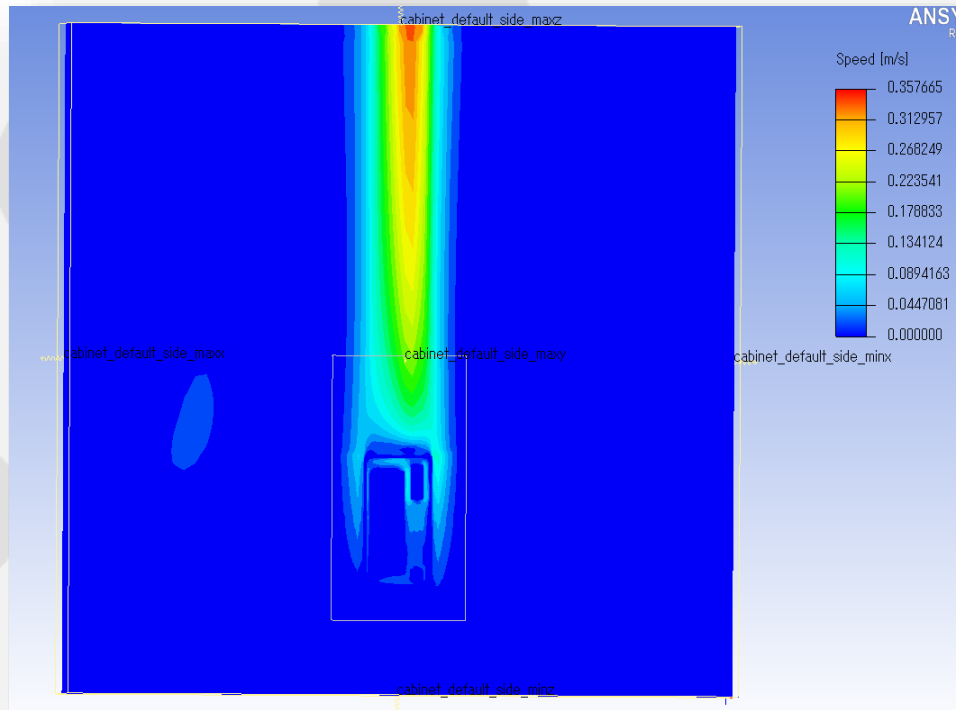 cabinet_default_side_maxz
ANSY
R
Speed [m/s]
0.357665
0.312957
0.268249
0.223541
0.178833
0.134124
0.0894163
0.0447081
0.000000
cabinet_default_side_maxx
cabinet_default_side_maxy
cabinet_default_side_minx
cabinet_default_side_minz